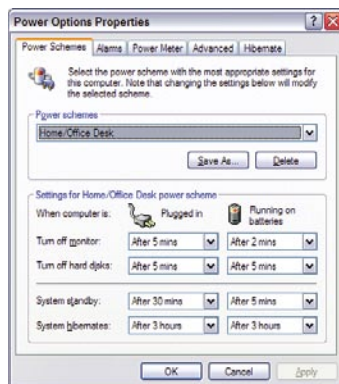 Power Options Properties
Power Schemes Alarms Power Meter Advanced Hibernate
Select the power scheme with the most appropriate settings for
this computer. Note that changing the settings below will modify
the selected scheme.
Power schemes
Home/Office Desk
Save As... Delete
Settings for Home/Office Desk power scheme
When computer is: Plugged in Running on
batteries
Turn off monitor: After 5 mins After 2 mins
Turn off hard disks: After 5 mins After 5 mins
System standby: After 30 mins After 5 mins
System hibernates: After 3 hours After 3 hours
OK Cancel Apply